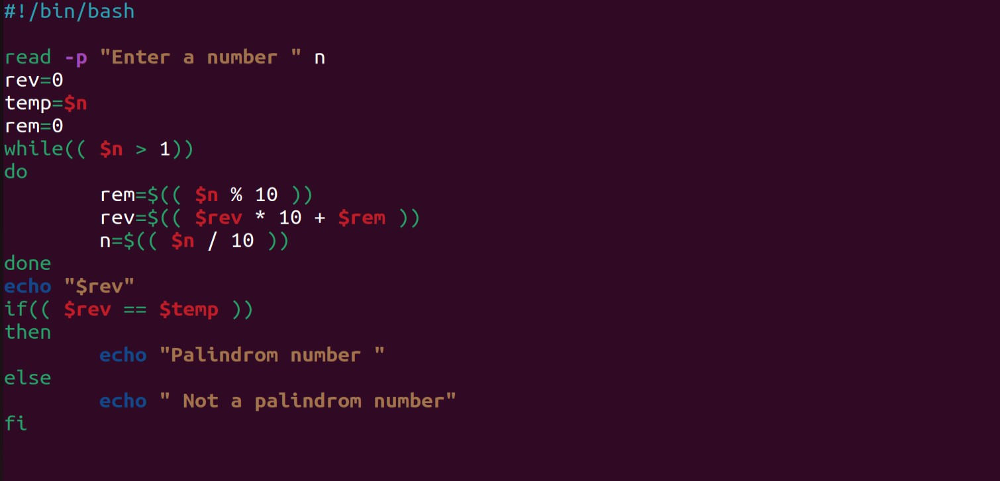 #!/bin/bash
read -p "Enter a number " n
rev=0
temp=$n
rem=0
while(( $n > 1))
do
rem=$(( $n % 10 ))
rev=$(( $rev * 10 + $rem ))
n=$(( $n / 10 ))
done
echo "$rev"
if(( $rev == $temp ))
then
echo "Palindrom number "
else
echo " Not a palindrom number"
fi